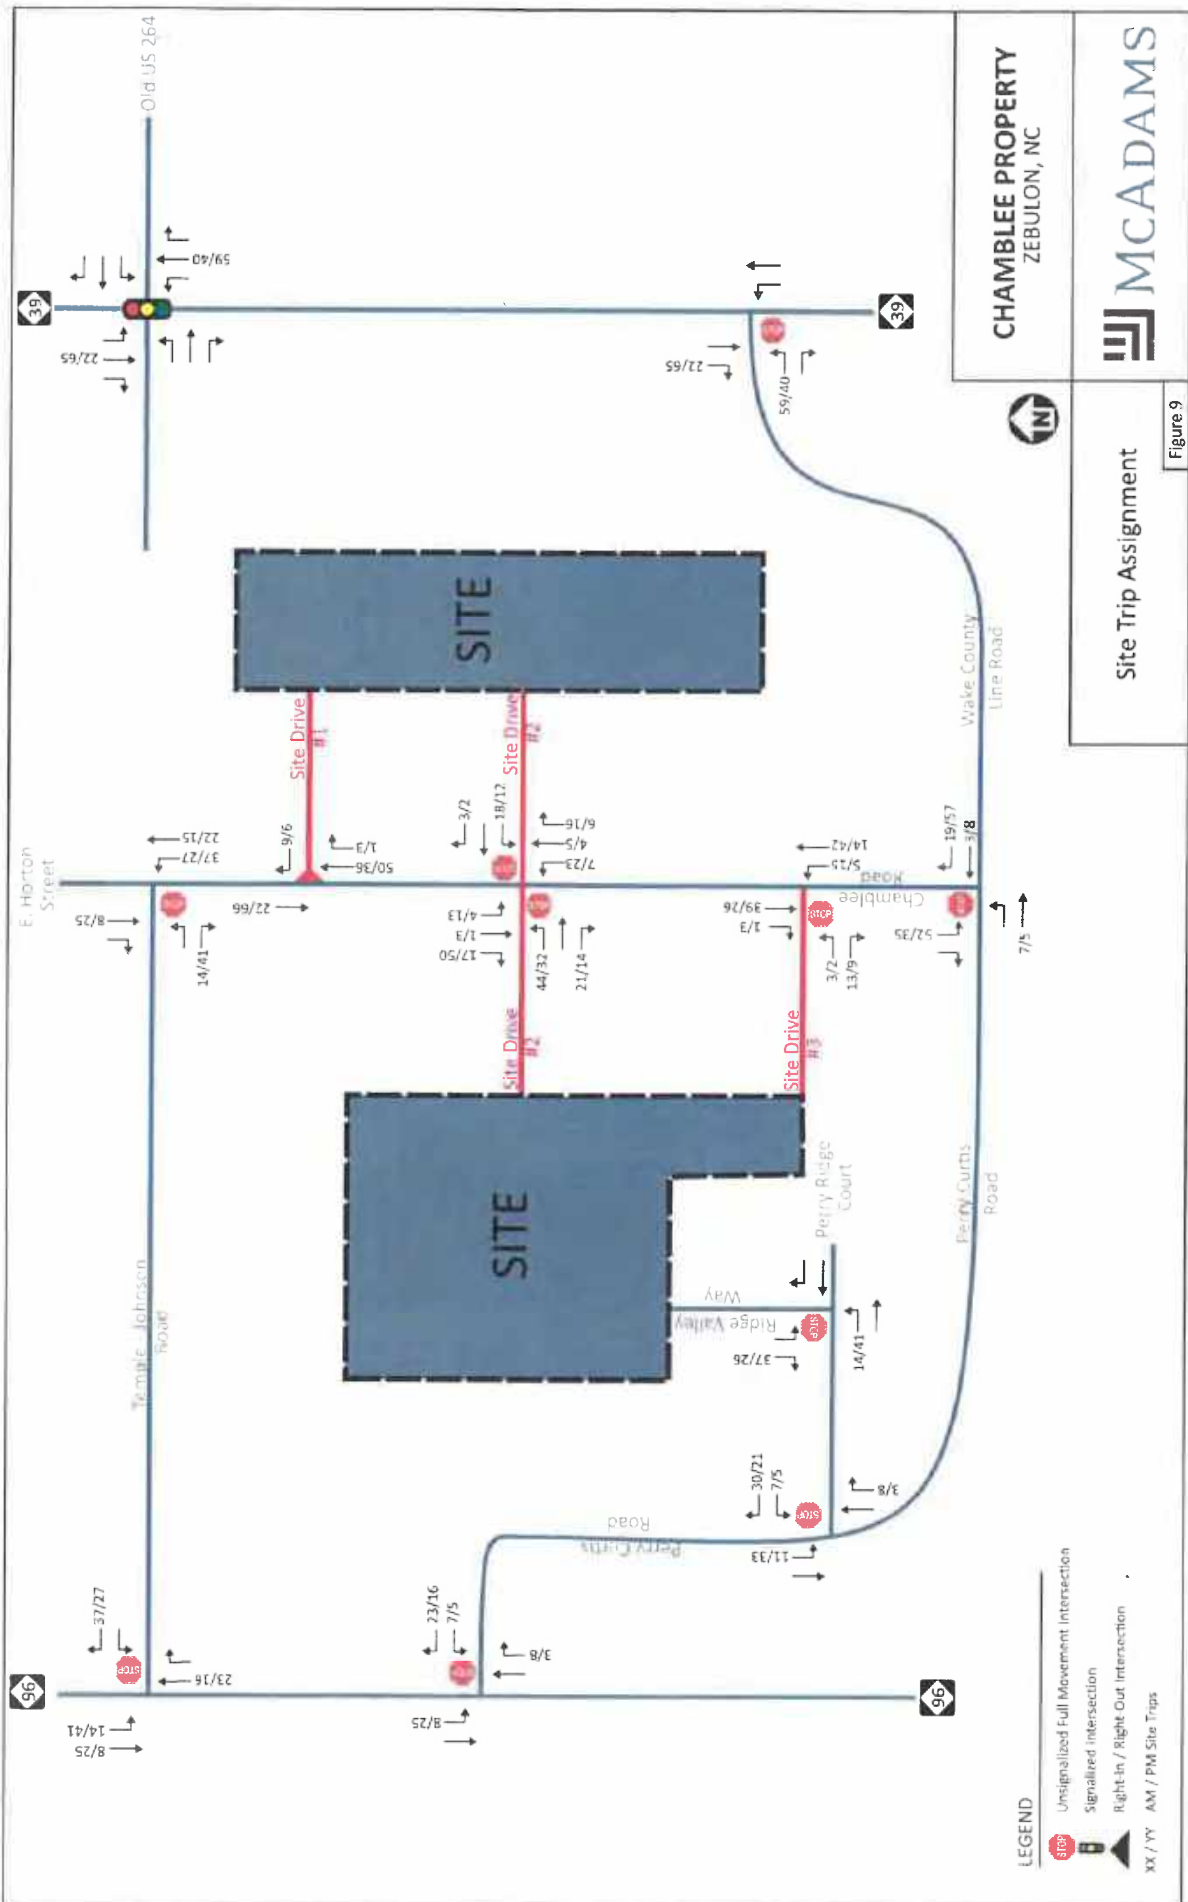 Old US 264
39
59/40
22/65
E. Horton
Street
22/15
37/27
8/25
14/41
Temple Johnson
Road
37/27
96
14/41
8/25
23/16
Site Drive
#1
9/6
1/3
50/36
22/66
SITE
Site Drive
#2
3/2
18/12
6/16
4/5
7/23
4/13
1/3
17/50
44/32
21/14
Site Drive
#2
SITE
14/42
5/15
39/26
1/3
3/2
13/9
STOP
Site Drive
#3
Chamblee
Road
19/57
3/8
52/35
7/5
22/65
59/40
39
Wake County
Line Road
Perry Curtis
Road
Perry Ridge
Court
Ridge Valley
Way
37/26
14/41
STOP
30/21
7/5
3/8
11/33
Perry Curtis
Road
23/16
7/5
3/8
8/25
96
N
LEGEND
STOP Unsignalized Full Movement Intersection
Signalized Intersection
Right-In / Right Out Intersection
XX / YY AM / PM Site Trips
CHAMBLEE PROPERTY
ZEBULON, NC
MCADAMS
Site Trip Assignment
Figure 9